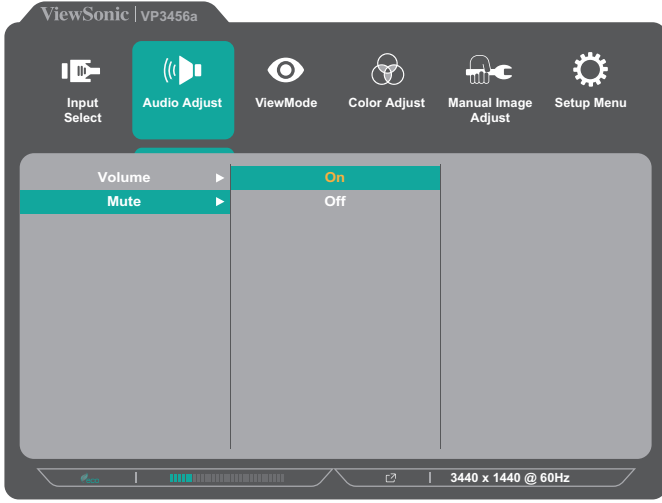 ViewSonic | VP3456a
Input Select
Audio Adjust
ViewMode
Color Adjust
Manual Image Adjust
Setup Menu
Volume
On
Mute
Off
eco
3440 x 1440 @ 60Hz